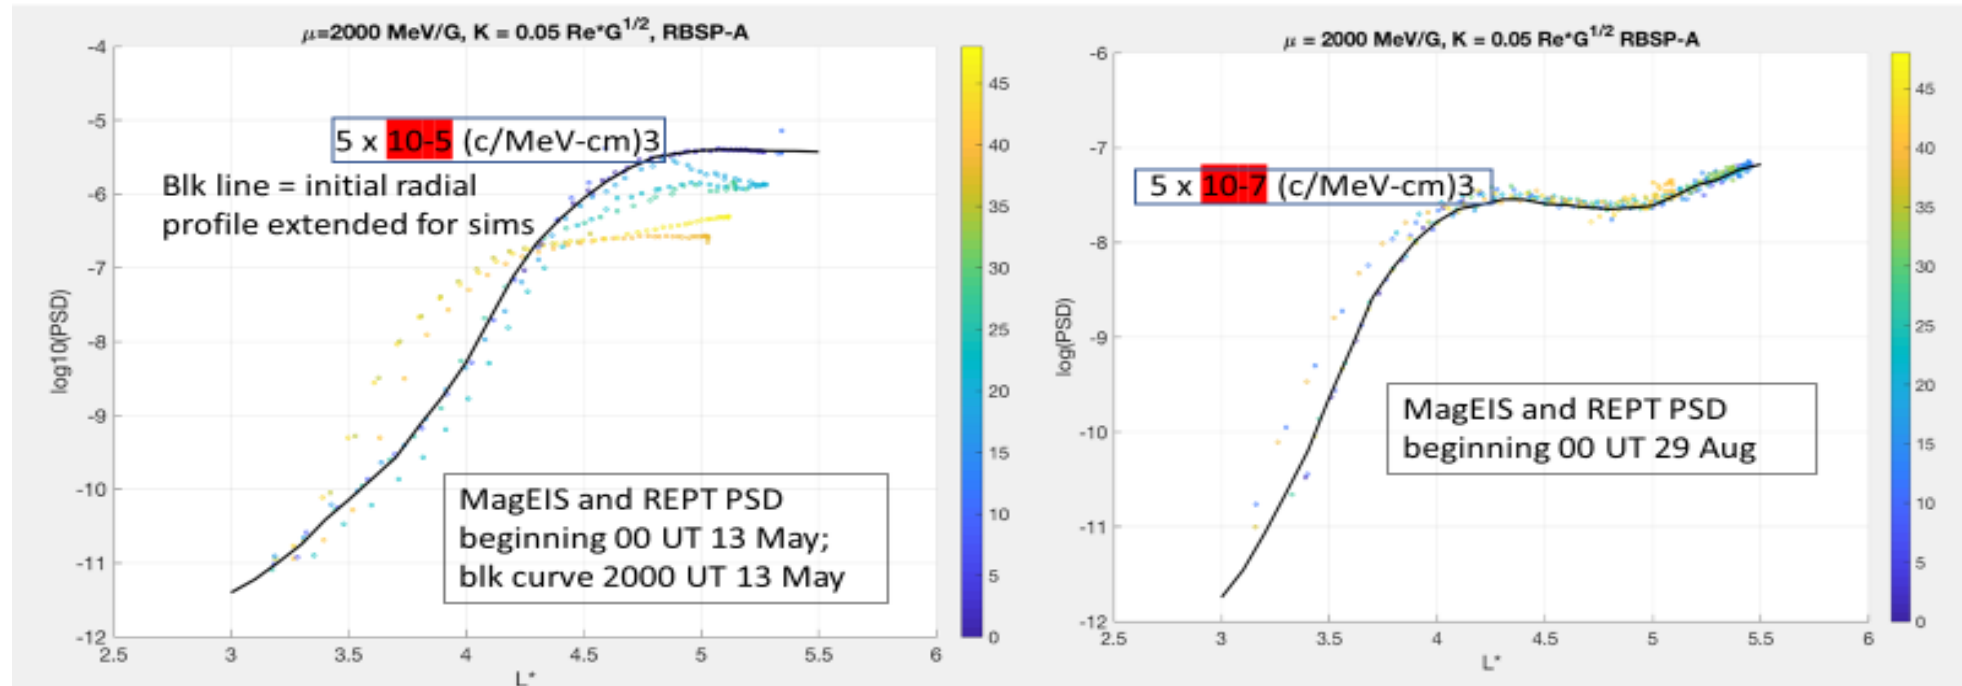 μ=2000 MeV/G, K = 0.05 Re*G^1/2, RBSP-A
-4
-5
-6
-7
-8
-9
-10
-11
-12
log10(PSD)
2.5 3 3.5 4 4.5 5 5.5 6
L*
5 x 10-5 (c/MeV-cm)3
Blk line = initial radial
profile extended for sims
MagEIS and REPT PSD
beginning 00 UT 13 May;
blk curve 2000 UT 13 May
45
40
35
30
25
20
15
10
5
0
μ = 2000 MeV/G, K = 0.05 Re*G^1/2 RBSP-A
-6
-7
-8
-9
-10
-11
-12
log(PSD)
2.5 3 3.5 4 4.5 5 5.5 6
L*
5 x 10-7 (c/MeV-cm)3
MagEIS and REPT PSD
beginning 00 UT 29 Aug
45
40
35
30
25
20
15
10
5
0